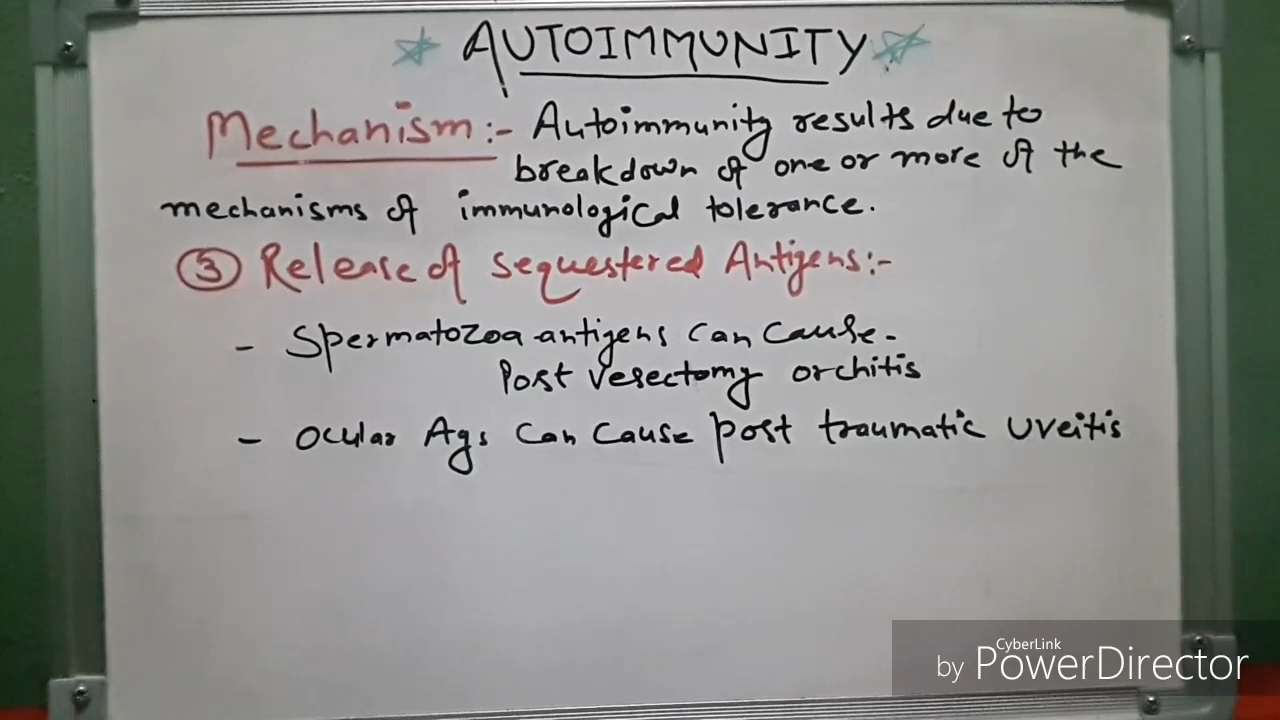 AUTOIMMUNITY
Mechanism:- Autoimmunity results due to
breakdown of one or more of the
mechanisms of immunological tolerance.
③ Release of sequestered Antigens:-
- Spermatozoa antigens can cause-
Post vesectomy orchitis
- Ocular Ags can cause post traumatic uveitis
CyberLink
by PowerDirector